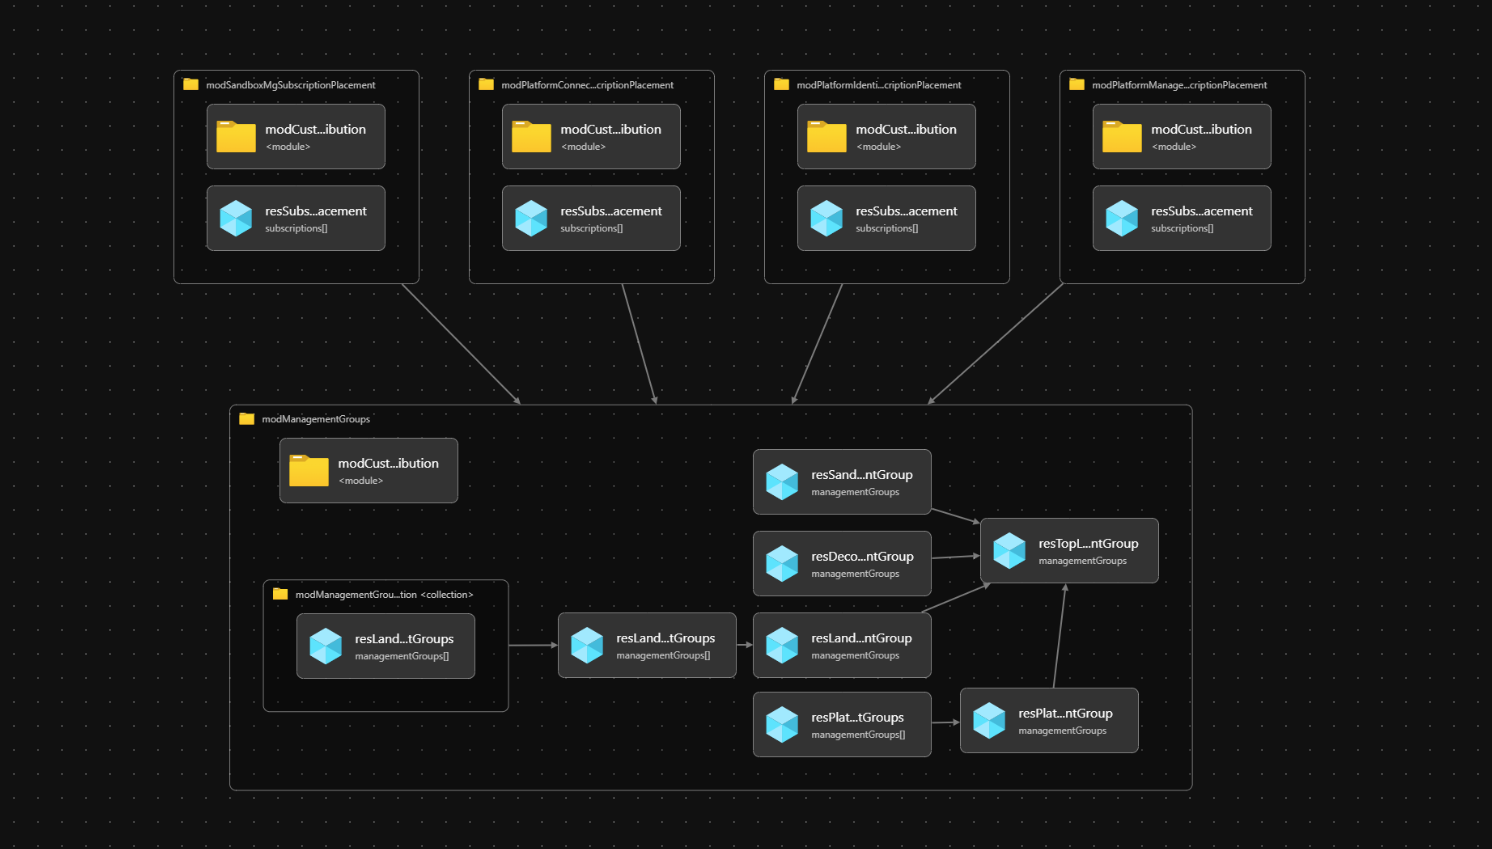 modSandboxMgSubscriptionPlacement
modCust...ibution
<module>
resSubs...acement
subscriptions[]
modPlatformConnec...criptionPlacement
modCust...ibution
<module>
resSubs...acement
subscriptions[]
modPlatformIdenti...criptionPlacement
modCust...ibution
<module>
resSubs...acement
subscriptions[]
modPlatformManage...criptionPlacement
modCust...ibution
<module>
resSubs...acement
subscriptions[]
modManagementGroups
modCust...ibution
<module>
resSand...ntGroup
managementGroups
resDeco...ntGroup
managementGroups
resTopL...ntGroup
managementGroups
modManagementGrou...tion <collection>
resLand...tGroups
managementGroups[]
resLand...tGroups
managementGroups[]
resLand...ntGroup
managementGroups
resPlat...tGroups
managementGroups[]
resPlat...ntGroup
managementGroups